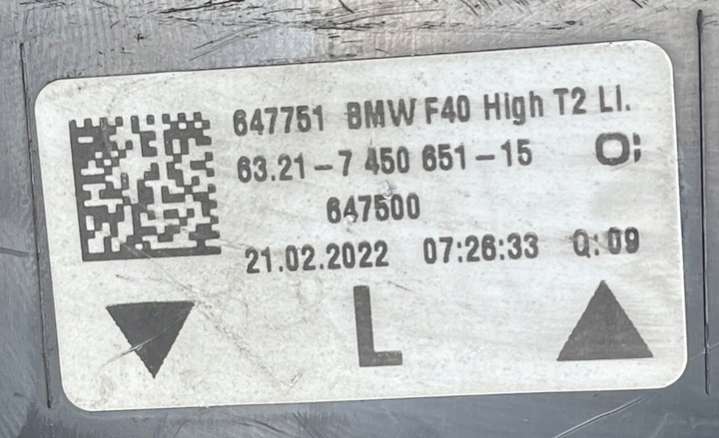 647751 BMW F40 High T2 LI.
63.21-7 450 651-15 O;
647500
21.02.2022 07:26:33 Q:09
L